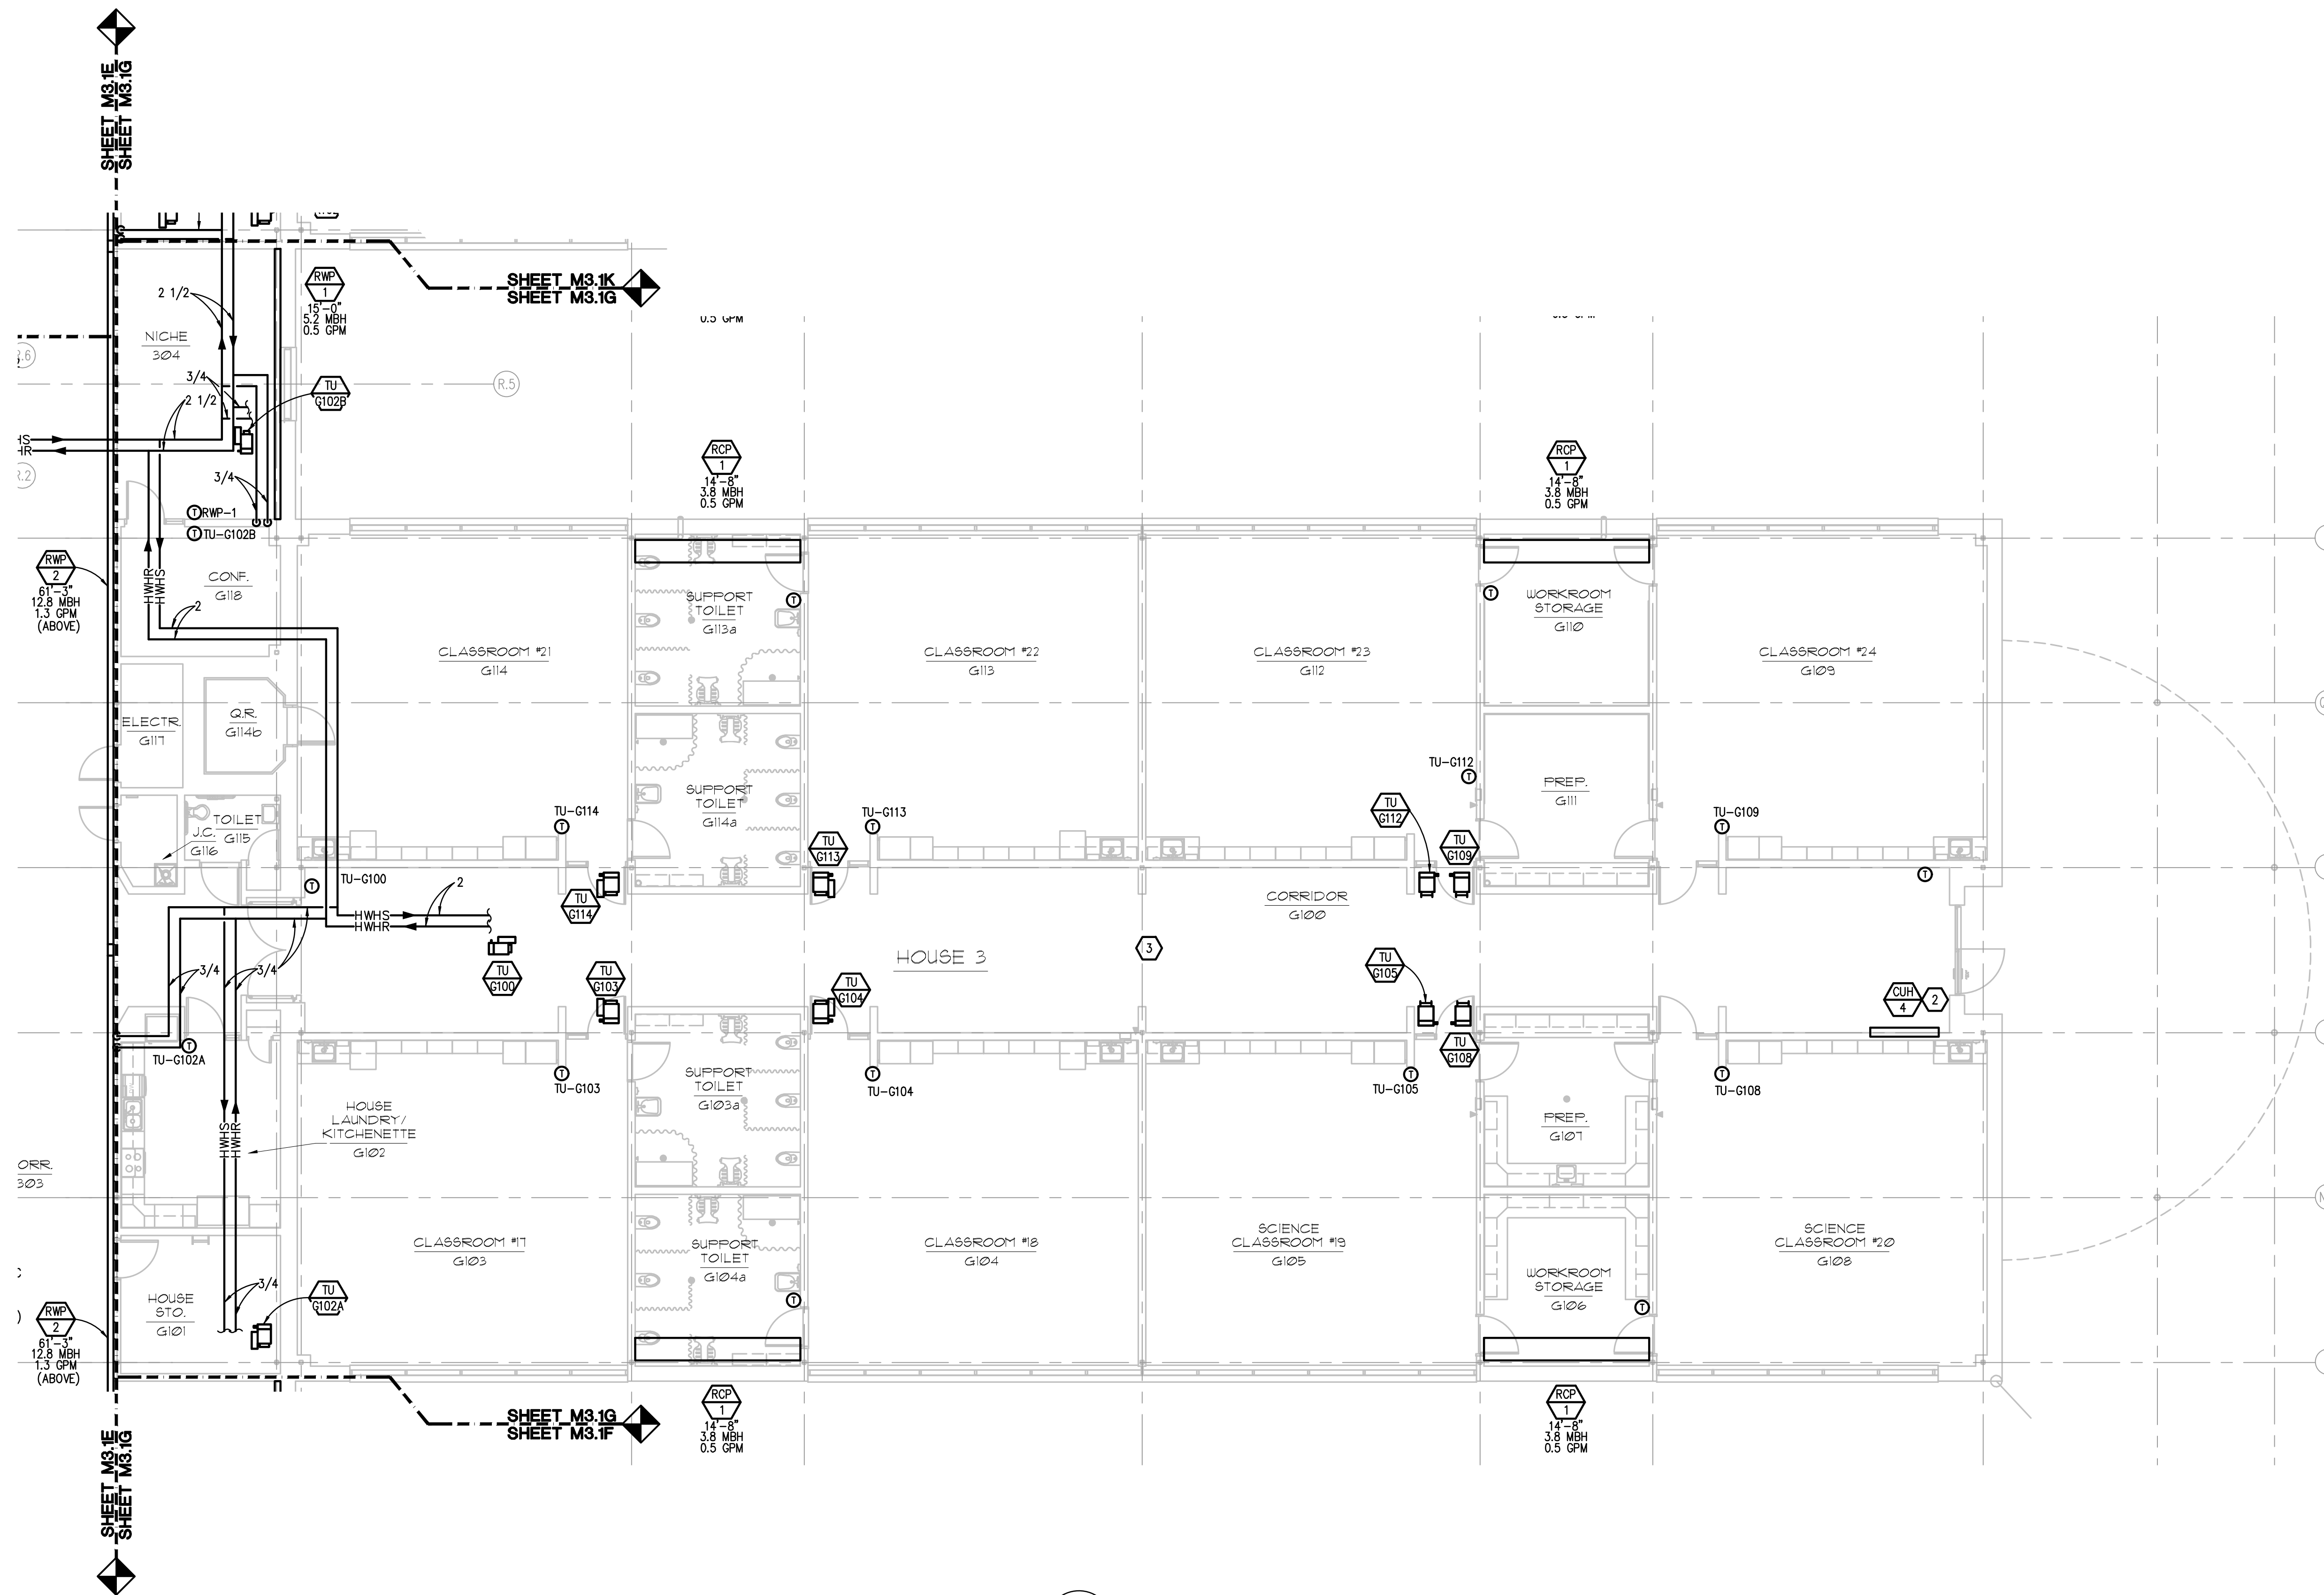 SHEET M3.1E
SHEET M3.1G
RWP
1
15'-0"
5.2 MBH
0.5 GPM
SHEET M3.1K
SHEET M3.1G
2 1/2
NICHE
304
R.6
0.5 GPM
3/4
TU
G102B
R.5
2 1/2
HS
HR
R.2
3/4
T RWP-1
T TU-G102B
RCP
1
14'-8"
3.8 MBH
0.5 GPM
RCP
1
14'-8"
3.8 MBH
0.5 GPM
RWP
2
61'-3"
12.8 MBH
1.3 GPM
(ABOVE)
CONF.
G118
HWHR
HWHS
2
SUPPORT
TOILET
G113a
T
T
WORKROOM
STORAGE
G110
CLASSROOM #21
G114
CLASSROOM #22
G113
CLASSROOM #23
G112
CLASSROOM #24
G109
ELECTR.
G117
Q.R.
G114b
SUPPORT
TOILET
G114a
TU-G112
T
PREP.
G111
TOILET
G115
J.C.
G116
TU-G114
T
TU-G113
T
TU
G113
TU
G112
TU
G109
TU-G109
T
T
TU-G100
T
2
HWHS
HWHR
TU
G114
CORRIDOR
G100
HOUSE 3
3
3/4
3/4
TU
G100
TU
G103
TU
G104
TU
G105
CUH
4
2
T
TU-G102A
T
TU-G103
T
TU-G104
T
TU-G105
TU
G108
T
TU-G108
SUPPORT
TOILET
G103a
HOUSE
LAUNDRY/
KITCHENETTE
G102
HWHS
HWHR
PREP.
G107
ORR.
303
CLASSROOM #17
G103
SUPPORT
TOILET
G104a
T
CLASSROOM #18
G104
SCIENCE
CLASSROOM #19
G105
WORKROOM
STORAGE
G106
T
SCIENCE
CLASSROOM #20
G108
3/4
HOUSE
STO.
G101
TU
G102A
RWP
2
61'-3"
12.8 MBH
1.3 GPM
(ABOVE)
SHEET M3.1G
SHEET M3.1F
RCP
1
14'-8"
3.8 MBH
0.5 GPM
RCP
1
14'-8"
3.8 MBH
0.5 GPM
SHEET M3.1E
SHEET M3.1G